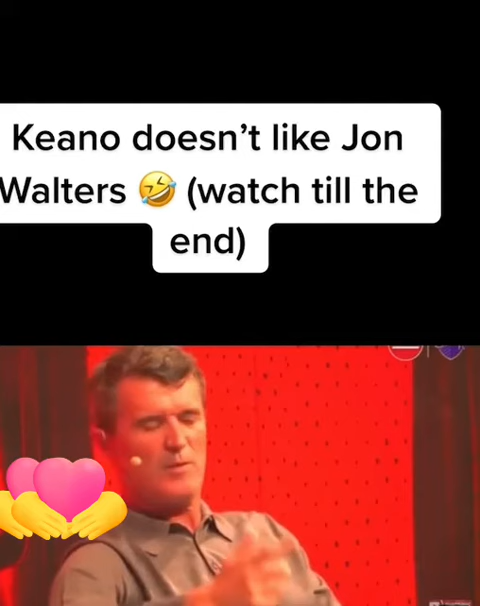 Keano doesn’t like Jon
Walters 🤣 (watch till the
end)